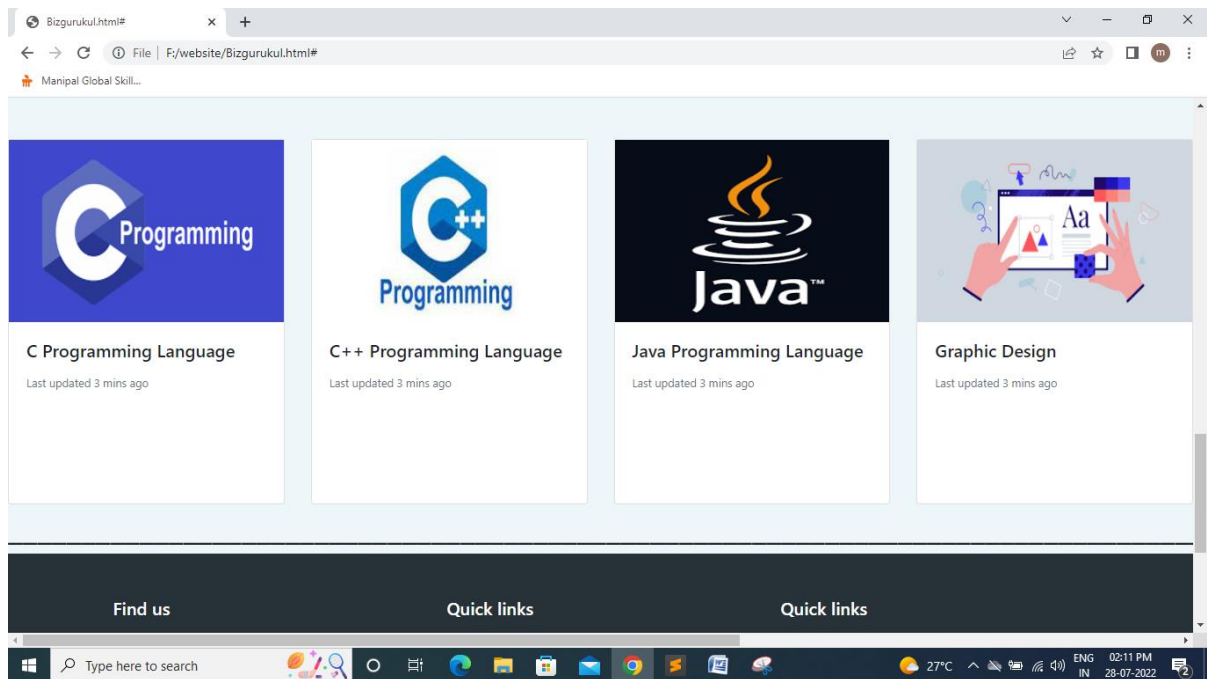 Bizgurukul.html#
File | F:/website/Bizgurukul.html#
m
Manipal Global Skill...
C Programming
C++
Programming
Java™
Aa
C Programming Language
Last updated 3 mins ago
C++ Programming Language
Last updated 3 mins ago
Java Programming Language
Last updated 3 mins ago
Graphic Design
Last updated 3 mins ago
Find us
Quick links
Quick links
Type here to search
27°C
ENG
IN
02:11 PM
28-07-2022
2